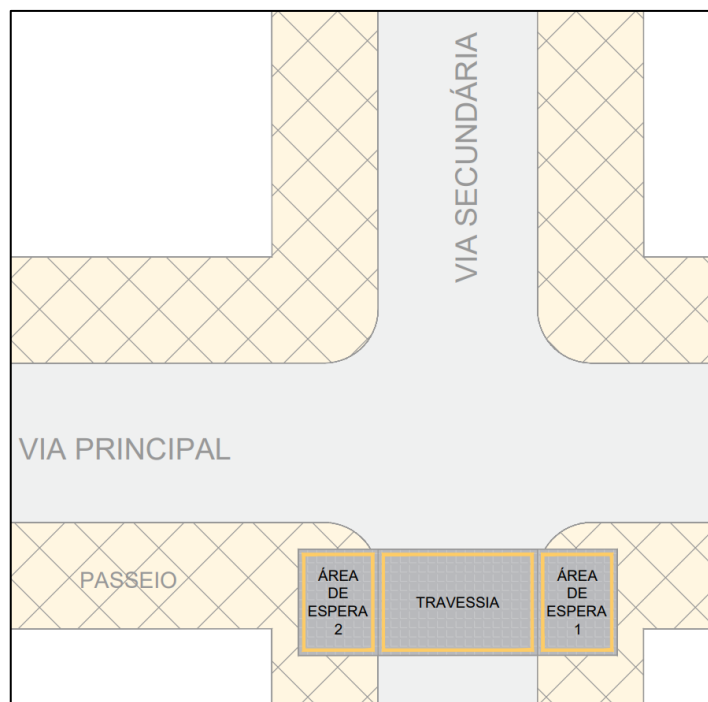 VIA SECUNDÁRIA
VIA PRINCIPAL
PASSEIO
ÁREA
DE
ESPERA
2
TRAVESSIA
ÁREA
DE
ESPERA
1